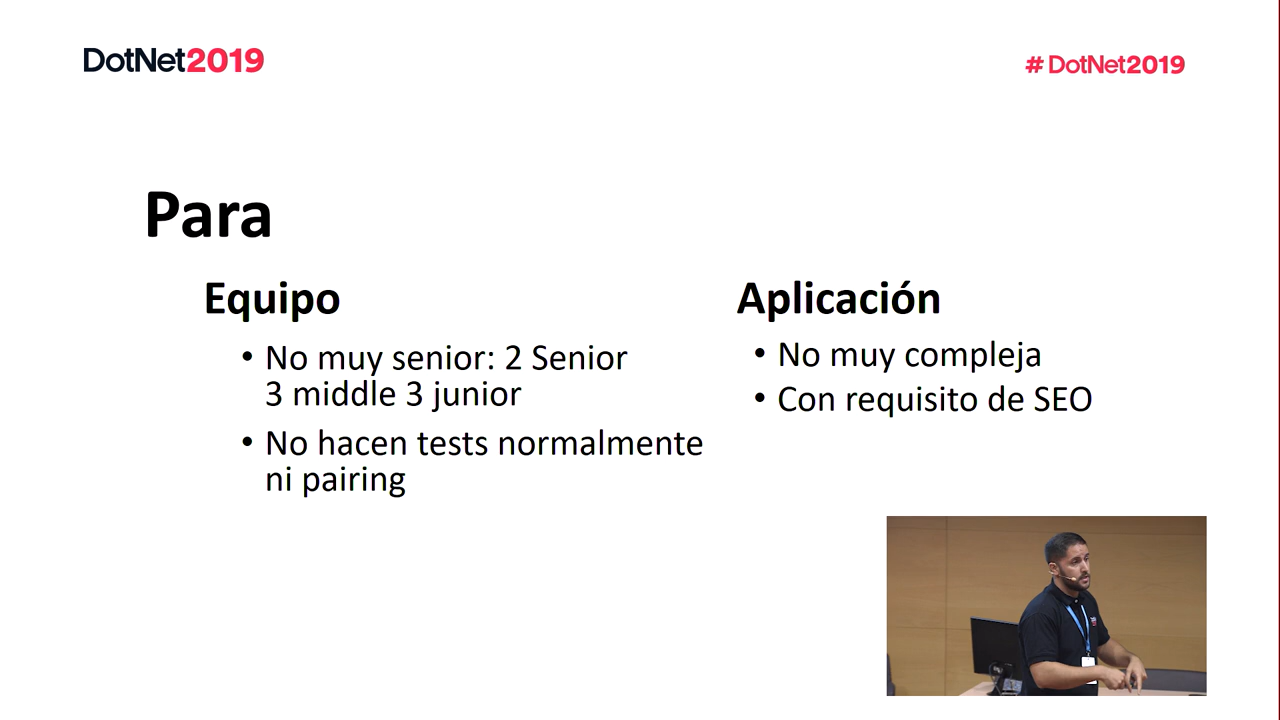 DotNet2019
# DotNet2019
Para
Equipo
• No muy senior: 2 Senior
3 middle 3 junior
• No hacen tests normalmente
ni pairing
Aplicación
• No muy compleja
• Con requisito de SEO